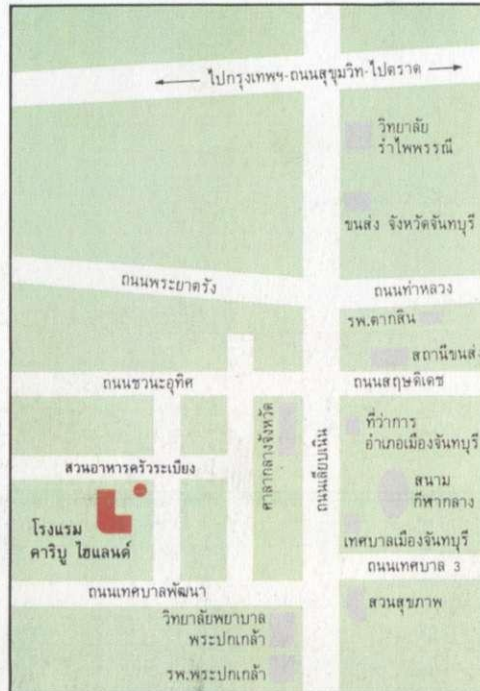 ไปกรุงเทพฯ-ถนนสุขุมวิท-ไปตราด
วิทยาลัย
รำไพพรรณี
ขนส่ง จังหวัดจันทบุรี
ถนนพระยาตรัง
ถนนท่าหลวง
รพ.ตากสิน
สถานีขนส่ง
ถนนชวนะอุทิศ
ถนนสฤษดิเดช
ศาลากลางจังหวัด
ถนนเลียบเนิน
ที่ว่าการ
อำเภอเมืองจันทบุรี
สวนอาหารครัวระเบียง
สนาม
กีฬากลาง
โรงแรม
คาริบู ไฮแลนด์
เทศบาลเมืองจันทบุรี
ถนนเทศบาล 3
ถนนเทศบาลพัฒนา
สวนสุขภาพ
วิทยาลัยพยาบาล
พระปกเกล้า
รพ.พระปกเกล้า